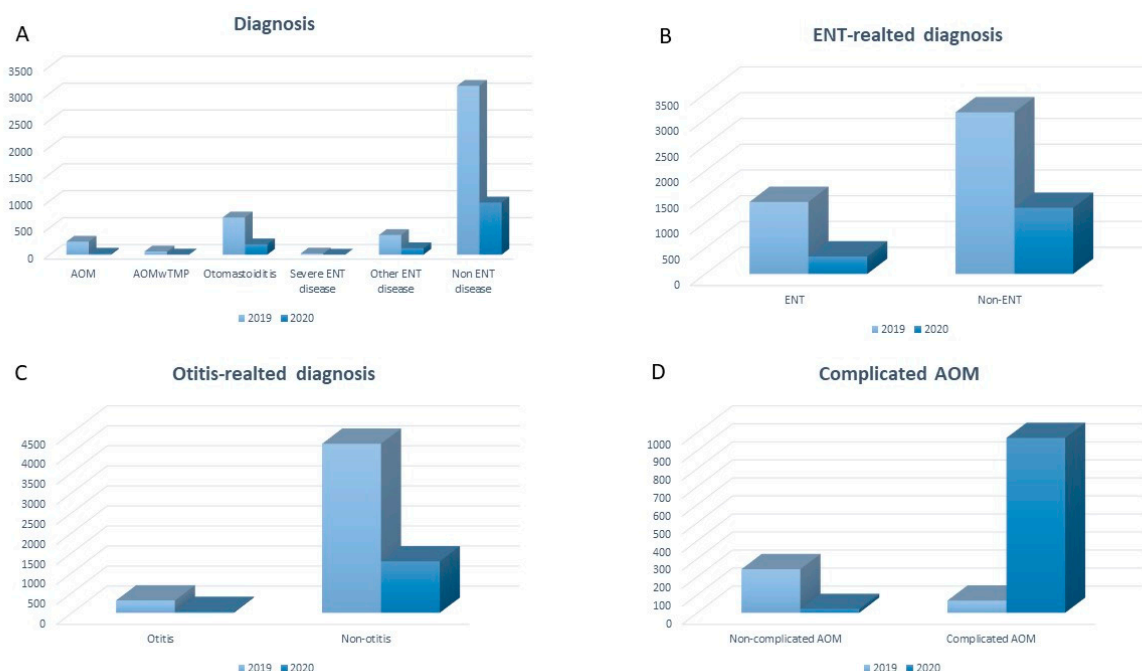 A
Diagnosis
3500
3000
2500
2000
1500
1000
500
0
AOM
AOMwTMP
Otomastoiditis
Severe ENT
disease
Other ENT
disease
Non ENT
disease
2019 2020
B
ENT-realted diagnosis
3500
3000
2500
2000
1500
1000
500
0
ENT
Non-ENT
2019 2020
C
Otitis-realted diagnosis
4500
4000
3500
3000
2500
2000
1500
1000
500
0
Otitis
Non-otitis
2019 2020
D
Complicated AOM
1000
900
800
700
600
500
400
300
200
100
0
Non-complicated AOM
Complicated AOM
2019 2020